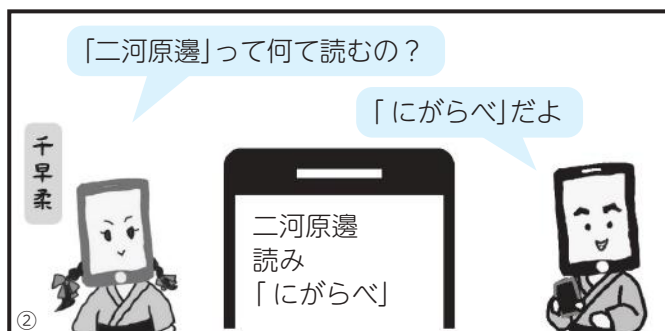 「二河原邊」って何て読むの？
「にがらべ」だよ
千早柔
二河原邊
読み
「にがらべ」
②